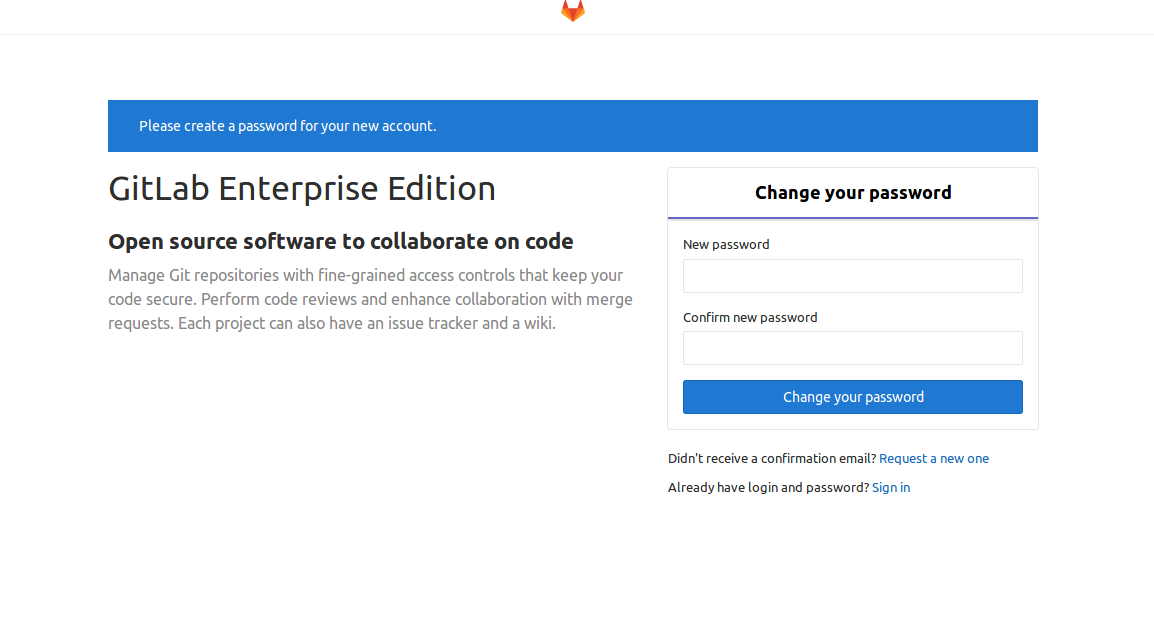 Please create a password for your new account.
GitLab Enterprise Edition
Open source software to collaborate on code
Manage Git repositories with fine-grained access controls that keep your
code secure. Perform code reviews and enhance collaboration with merge
requests. Each project can also have an issue tracker and a wiki.
Change your password
New password
Confirm new password
Change your password
Didn't receive a confirmation email? Request a new one
Already have login and password? Sign in